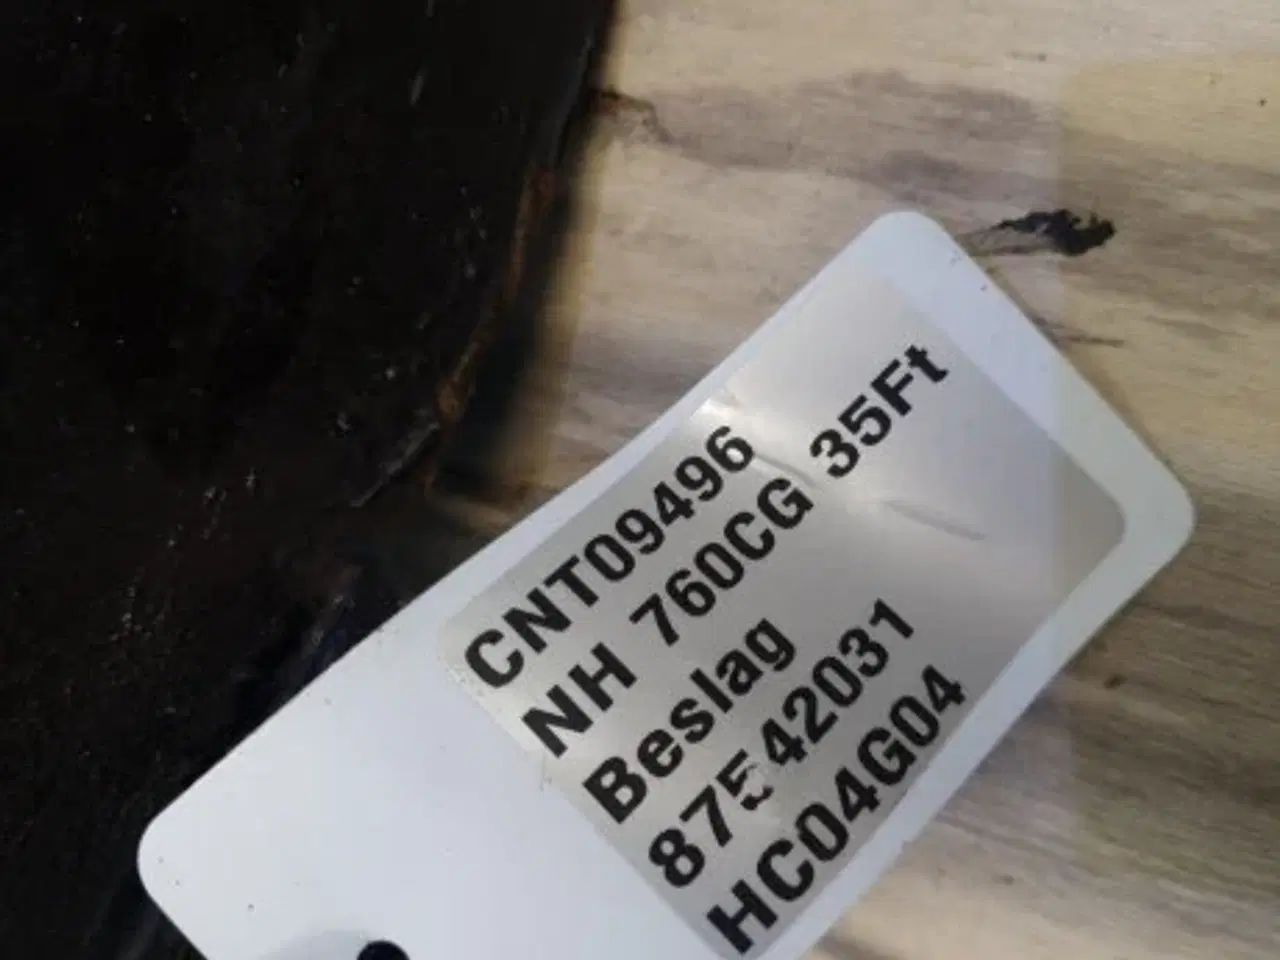 CNT09496
NH 760CG 35Ft
Beslag
87542031
HC04G04